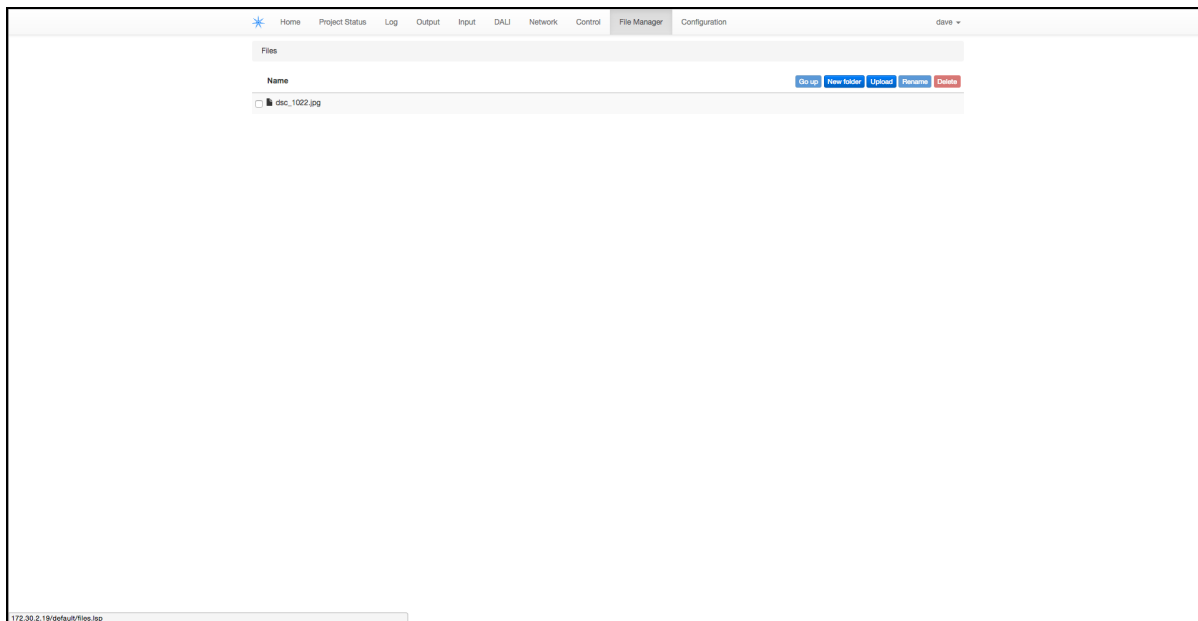 Home Project Status Log Output Input DALI Network Control File Manager Configuration dave
Files
Name Go up New folder Upload Rename Delete
dsc_1022.jpg
172.30.2.19/default/files.lsp